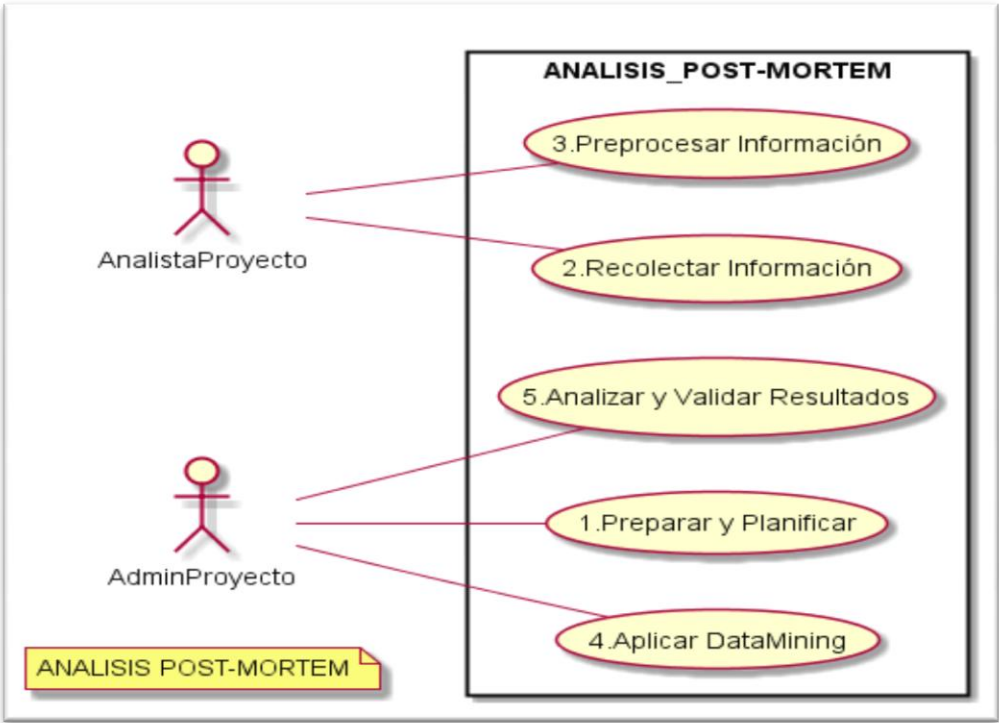 ANALISIS_POST-MORTEM
3.Preprocesar Información
AnalistaProyecto
2.Recolectar Información
5.Analizar y Validar Resultados
1.Preparar y Planificar
AdminProyecto
4.Aplicar DataMining
ANALISIS POST-MORTEM